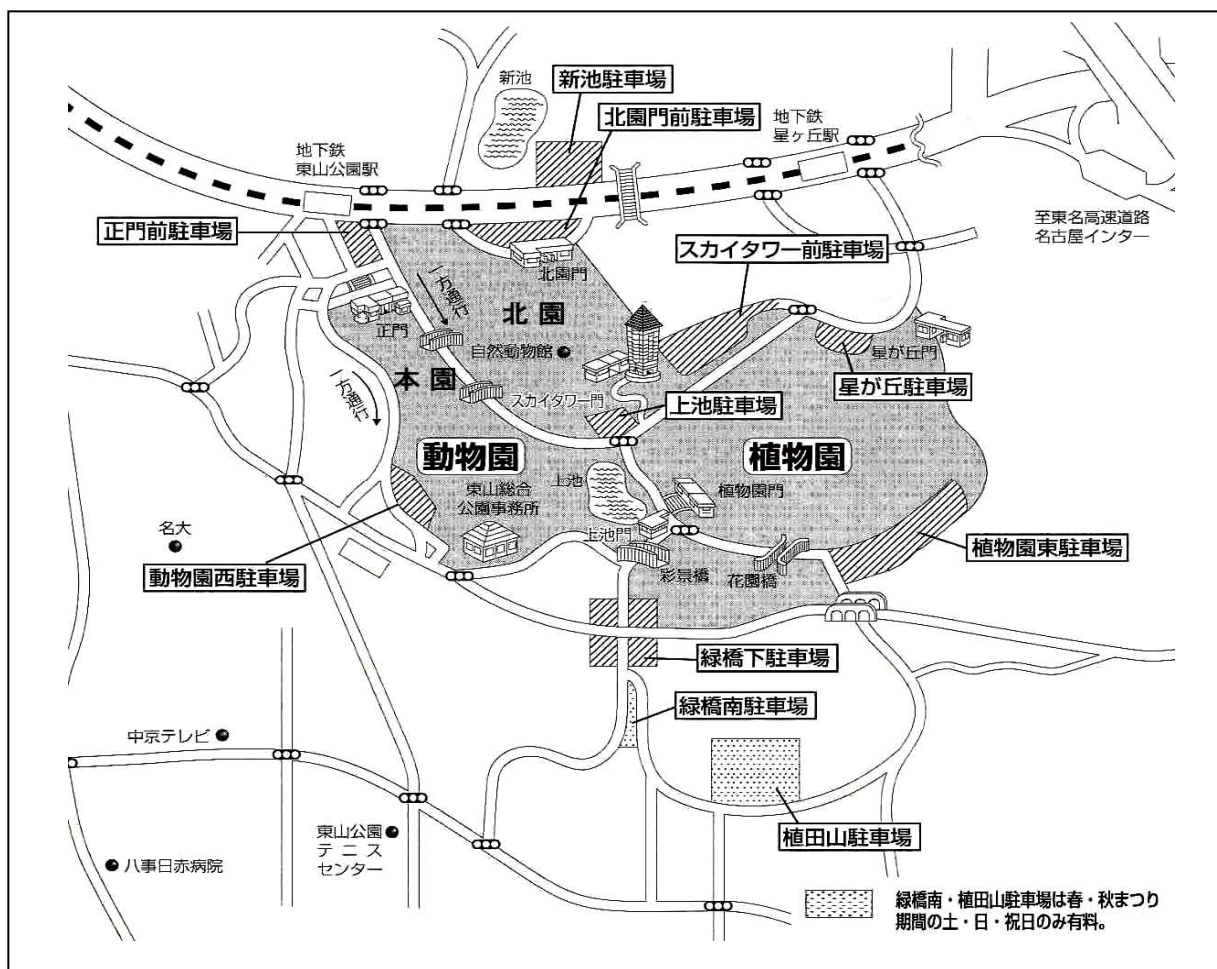 新池
新池駐車場
北園門前駐車場
地下鉄
星ヶ丘駅
地下鉄
東山公園駅
正門前駐車場
至東名高速道路
名古屋インター
スカイタワー前駐車場
北園門
一方通行
北園
正門
自然動物館
星が丘門
星が丘駐車場
本園
一方通行
スカイタワー門
上池駐車場
動物園
植物園
東山総合
公園事務所
上池
植物園門
名大
上池門
植物園東駐車場
動物園西駐車場
彩景橋
花園橋
緑橋下駐車場
緑橋南駐車場
中京テレビ
東山公園
テニス
センター
植田山駐車場
八事日赤病院
緑橋南・植田山駐車場は春・秋まつり
期間の土・日・祝日のみ有料。